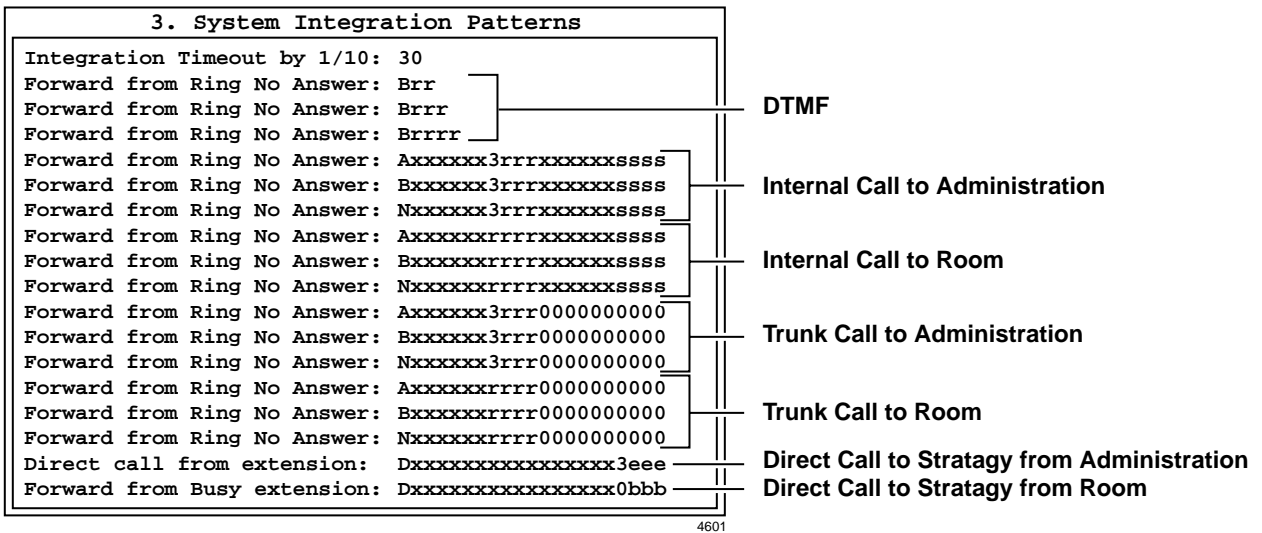 3. System Integration Patterns
Integration Timeout by 1/10: 30
Forward from Ring No Answer: Brr
Forward from Ring No Answer: Brrr
Forward from Ring No Answer: Brrrr
DTMF
Forward from Ring No Answer: Axxxxxx3rrrxxxxxxssss
Forward from Ring No Answer: Bxxxxxx3rrrxxxxxxssss
Forward from Ring No Answer: Nxxxxxx3rrrxxxxxxssss
Internal Call to Administration
Forward from Ring No Answer: Axxxxxxrrrrxxxxxxssss
Forward from Ring No Answer: Bxxxxxxrrrrxxxxxxssss
Forward from Ring No Answer: Nxxxxxxrrrrxxxxxxssss
Internal Call to Room
Forward from Ring No Answer: Axxxxxx3rrr0000000000
Forward from Ring No Answer: Bxxxxxx3rrr0000000000
Forward from Ring No Answer: Nxxxxxx3rrr0000000000
Trunk Call to Administration
Forward from Ring No Answer: Axxxxxxrrrr0000000000
Forward from Ring No Answer: Bxxxxxxrrrr0000000000
Forward from Ring No Answer: Nxxxxxxrrrr0000000000
Trunk Call to Room
Direct call from extension: Dxxxxxxxxxxxxxxxx3eee
Direct Call to Stratagy from Administration
Forward from Busy extension: Dxxxxxxxxxxxxxxxx0bbb
Direct Call to Stratagy from Room
4601